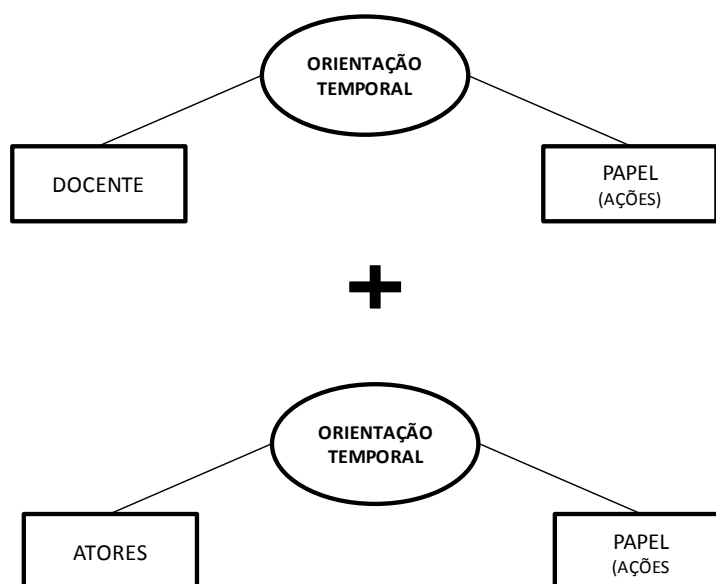 ORIENTAÇÃO
TEMPORAL
DOCENTE
PAPEL
(AÇÕES)
+
ORIENTAÇÃO
TEMPORAL
ATORES
PAPEL
(AÇÕES